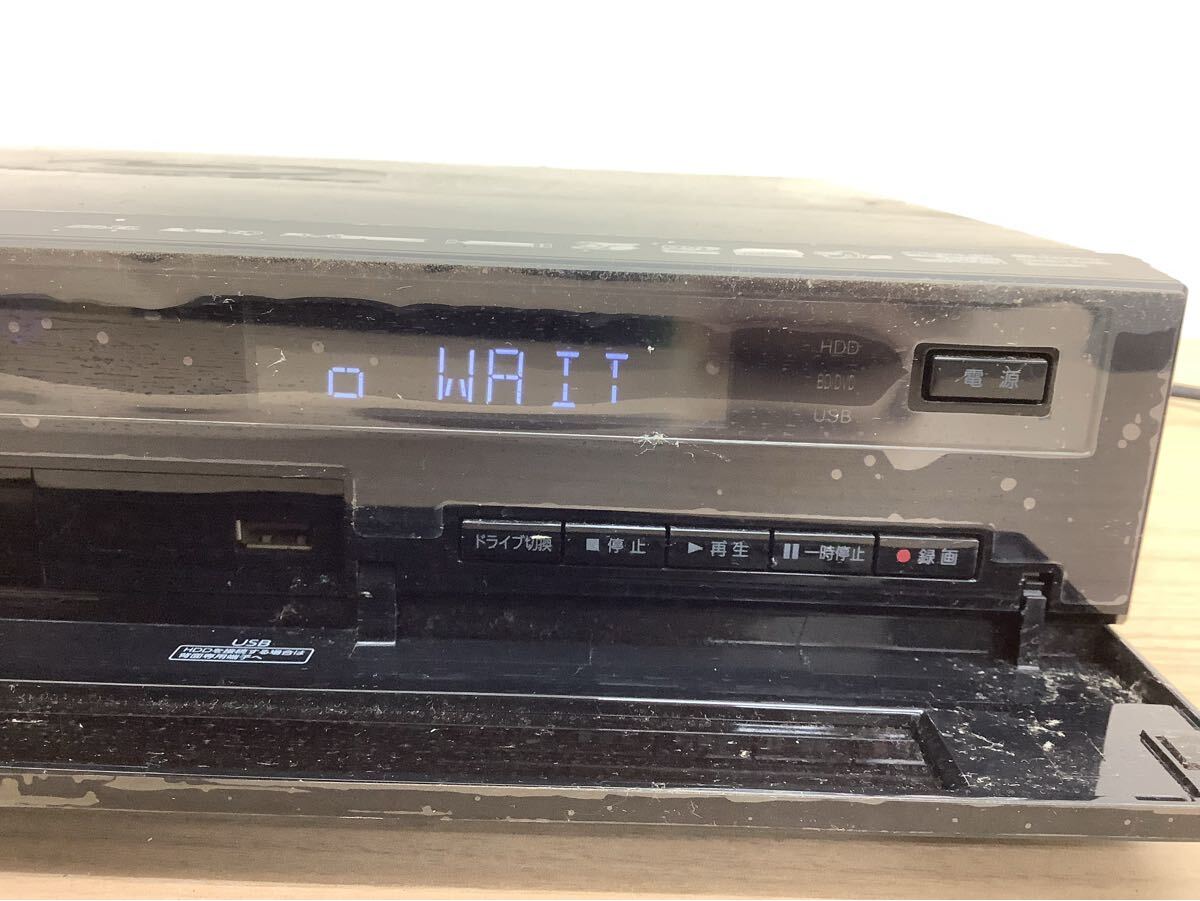 WAIT
HDD
BD/DVD
USB
電源
ドライブ切換
■ 停止
▶ 再生
一時停止
● 録画
USB
HDDを接続する場合は
背面専用端子へ